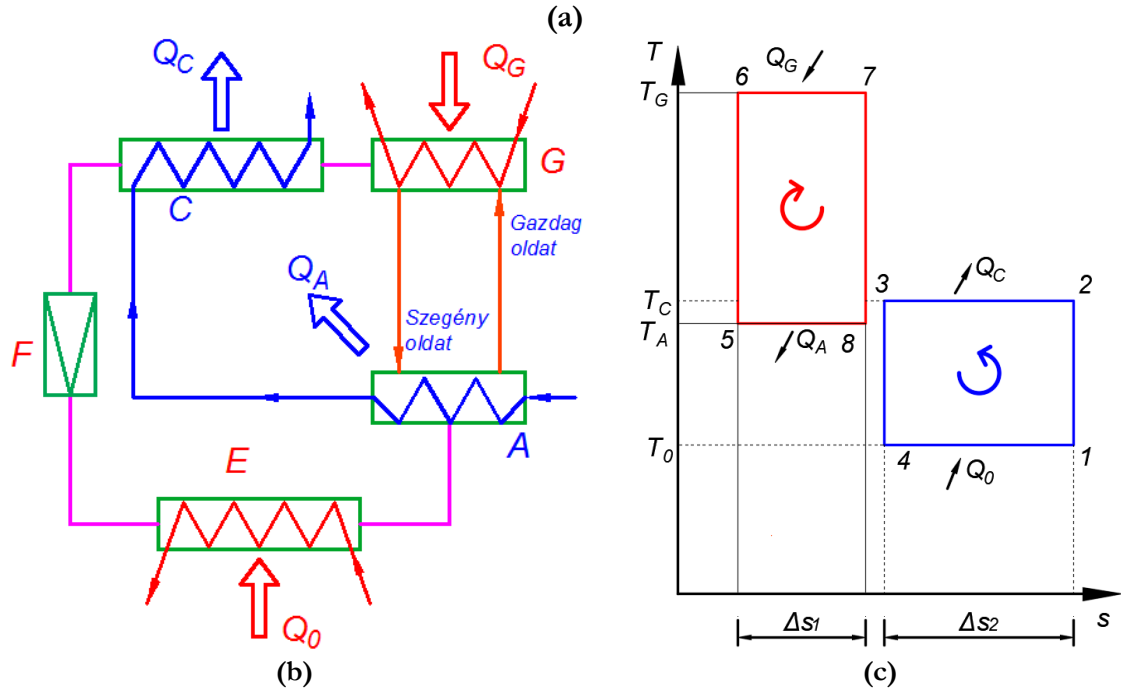 (a)
Q_C
Q_G
C
G
Gazdag
oldat
Q_A
Szegény
oldat
F
A
E
Q_0
(b)
T
Q_G
6
7
T_G
Q_C
3
2
T_C
T_A
5
Q_A
8
T_0
4
Q_0
1
Δs_1
Δs_2
s
(c)